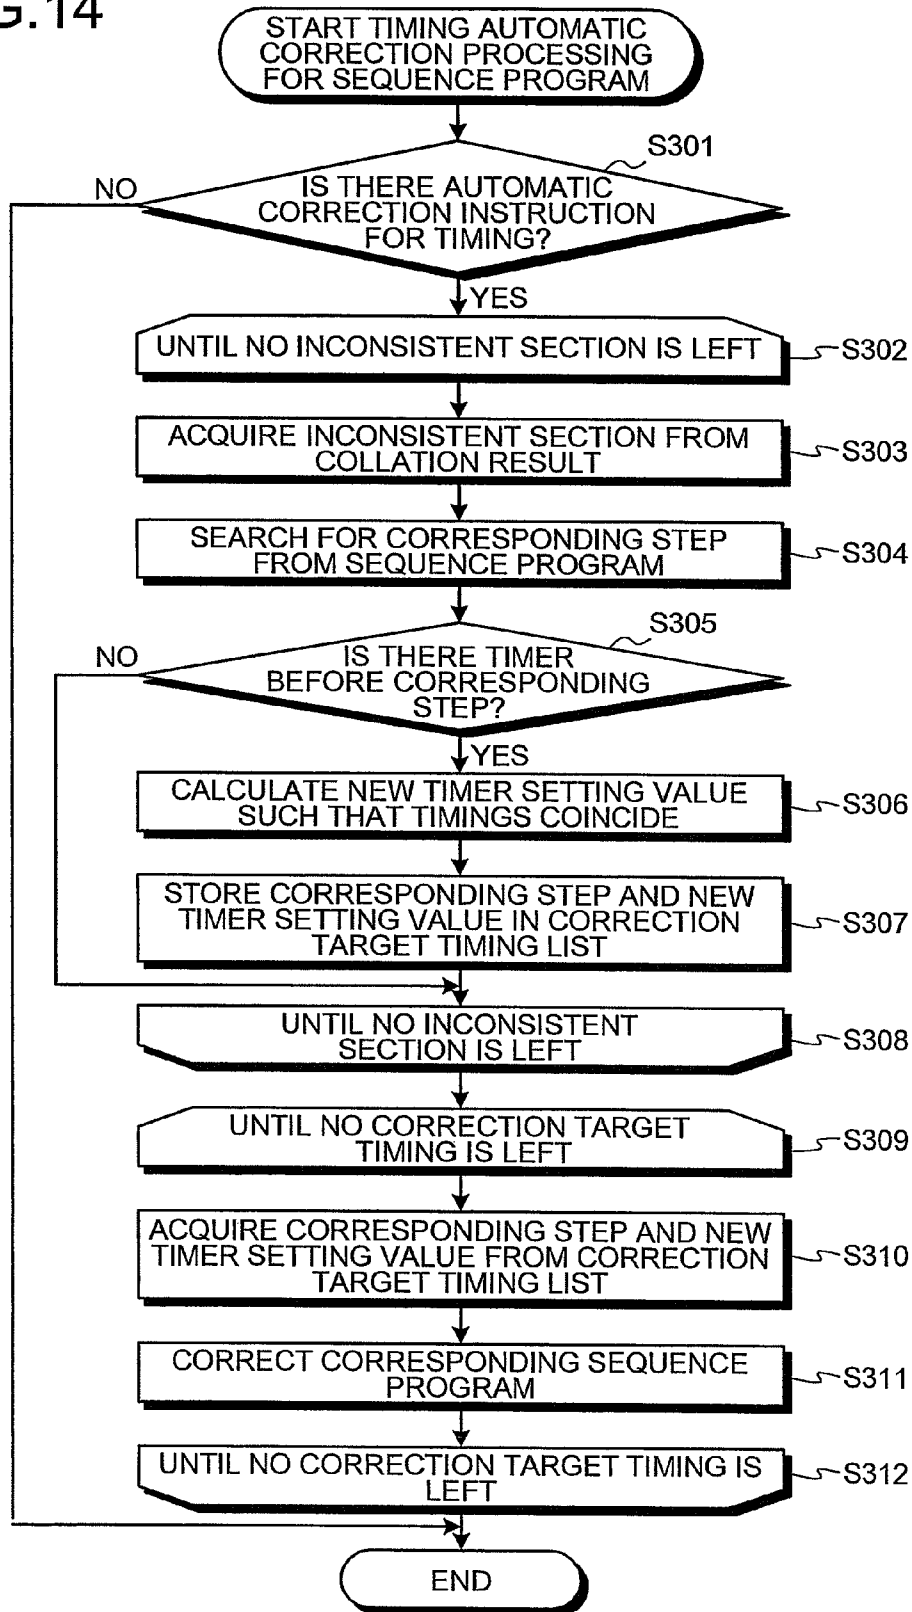 G.14
START TIMING AUTOMATIC
CORRECTION PROCESSING
FOR SEQUENCE PROGRAM
S301
NO
IS THERE AUTOMATIC
CORRECTION INSTRUCTION
FOR TIMING?
YES
UNTIL NO INCONSISTENT SECTION IS LEFT
S302
ACQUIRE INCONSISTENT SECTION FROM
COLLATION RESULT
S303
SEARCH FOR CORRESPONDING STEP
FROM SEQUENCE PROGRAM
S304
S305
NO
IS THERE TIMER
BEFORE CORRESPONDING
STEP?
YES
CALCULATE NEW TIMER SETTING VALUE
SUCH THAT TIMINGS COINCIDE
S306
STORE CORRESPONDING STEP AND NEW
TIMER SETTING VALUE IN CORRECTION
TARGET TIMING LIST
S307
UNTIL NO INCONSISTENT
SECTION IS LEFT
S308
UNTIL NO CORRECTION TARGET
TIMING IS LEFT
S309
ACQUIRE CORRESPONDING STEP AND NEW
TIMER SETTING VALUE FROM CORRECTION
TARGET TIMING LIST
S310
CORRECT CORRESPONDING SEQUENCE
PROGRAM
S311
UNTIL NO CORRECTION TARGET TIMING IS
LEFT
S312
END